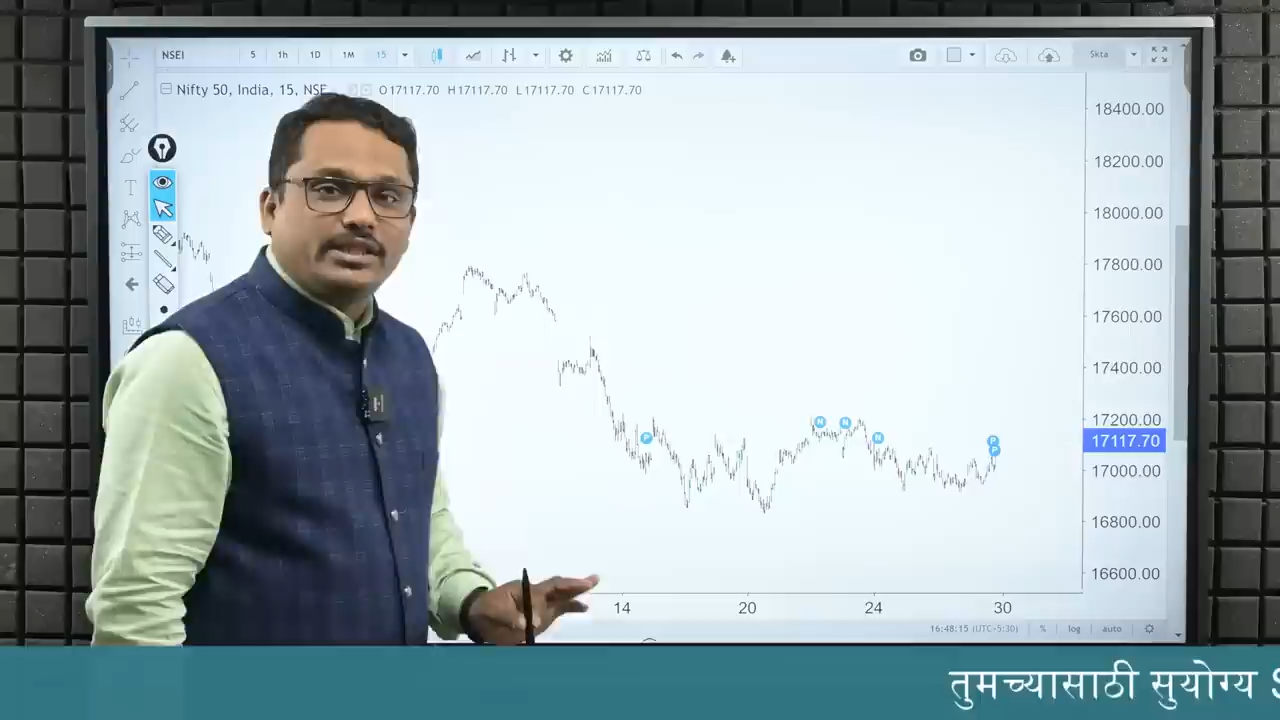 NSEI 5 1h 1D 1M 15
5kta
Nifty 50, India, 15, NSE O17117.70 H17117.70 L17117.70 C17117.70
18400.00
18200.00
18000.00
17800.00
17600.00
17400.00
17200.00
17117.70
17000.00
16800.00
16600.00
T
H
P
N
N
N
P
P
14 20 24 30
16:48:15 (UTC+5:30) % log auto
तुमच्यासाठी सुयोग्य S